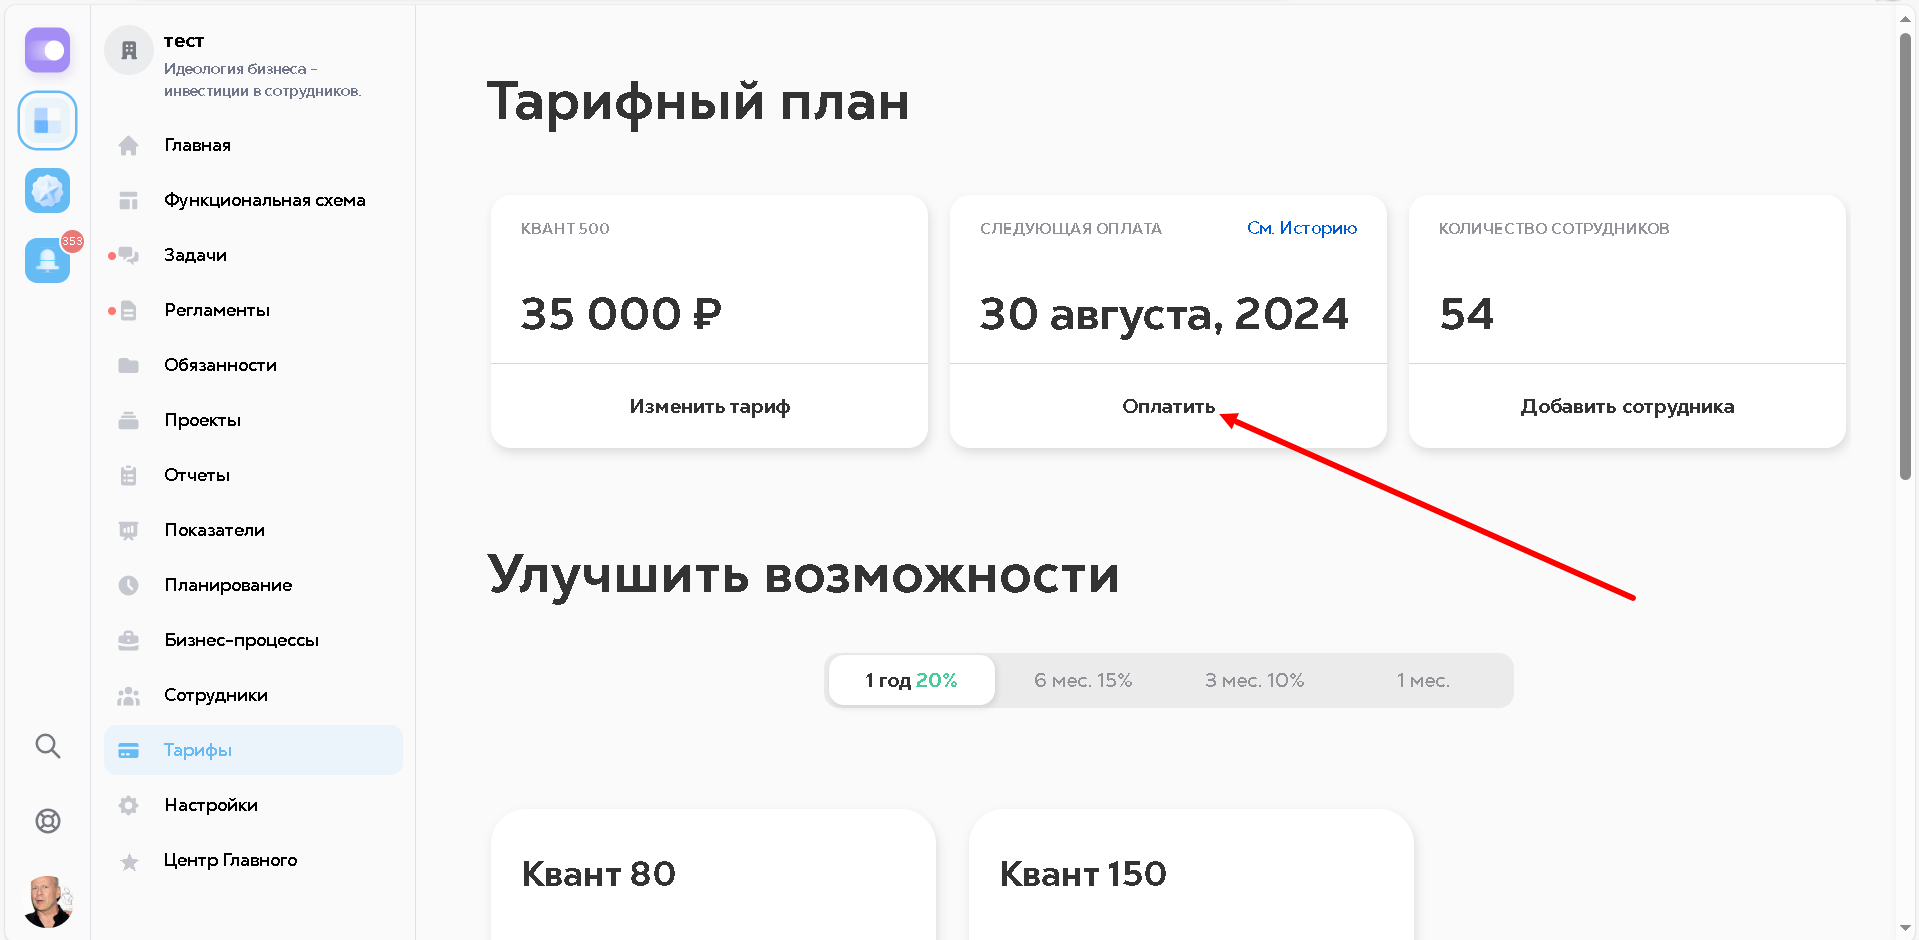 тест
Идеология бизнеса -
инвестиции в сотрудников.
Главная
Функциональная схема
353
Задачи
Регламенты
Обязанности
Проекты
Отчеты
Показатели
Планирование
Бизнес-процессы
Сотрудники
Тарифы
Настройки
Центр Главного
Тарифный план
КВАНТ 500
35 000 ₽
Изменить тариф
СЛЕДУЮЩАЯ ОПЛАТА
См. Историю
30 августа, 2024
Оплатить
КОЛИЧЕСТВО СОТРУДНИКОВ
54
Добавить сотрудника
Улучшить возможности
1 год 20%
6 мес. 15%
3 мес. 10%
1 мес.
Квант 80
Квант 150